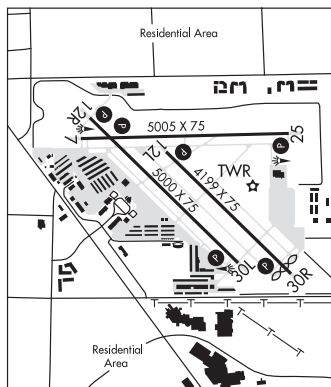 Residential Area
P
P
12R
7
5005 X 75
12L
P
25
P
TWR
5000 X 75
4199 X 75
P
30L
P
30R
Residential
Area